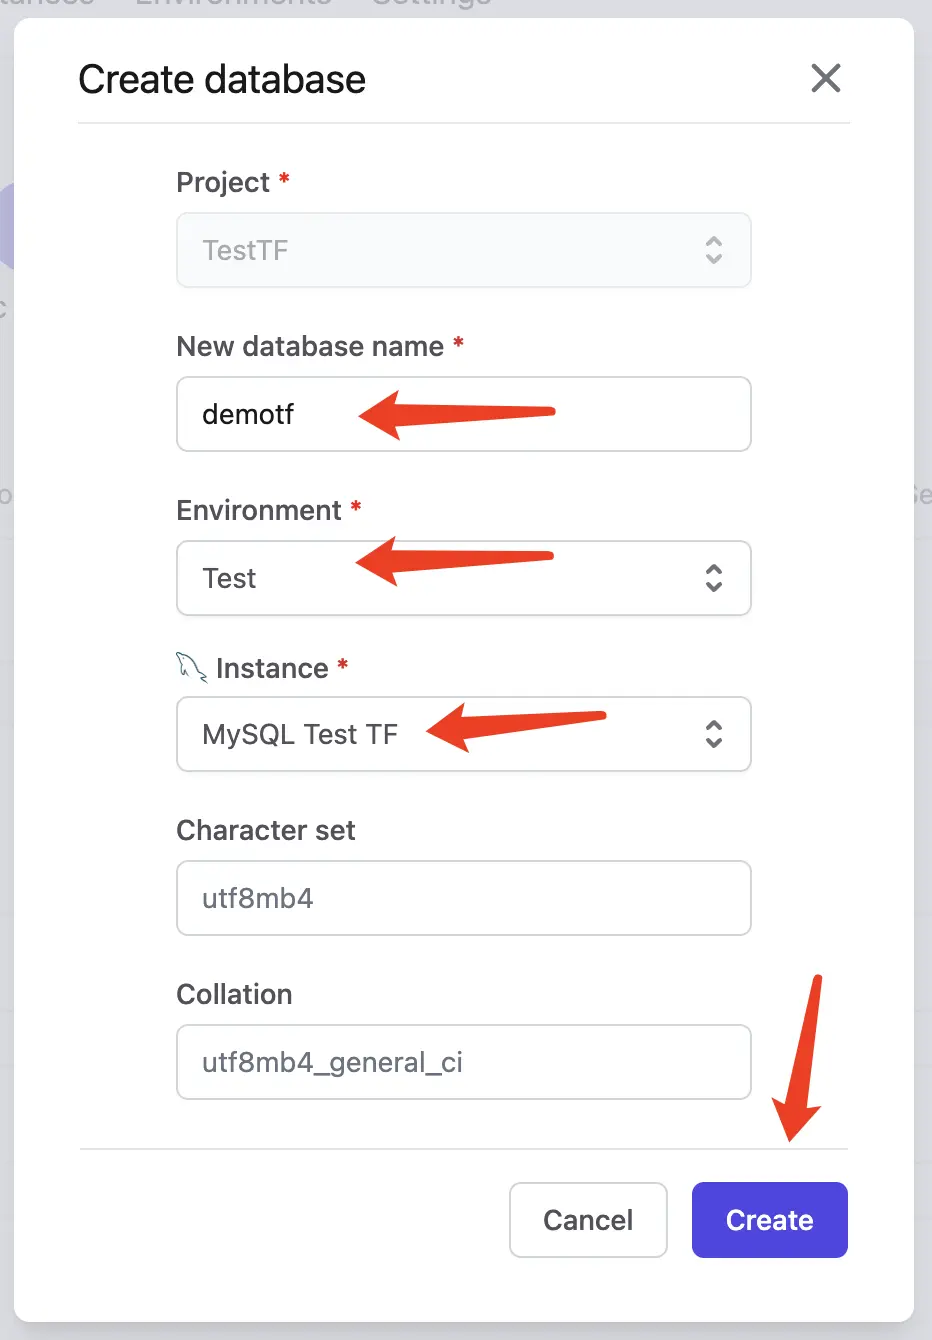 Create database
Project *
TestTF
New database name *
demotf
Environment *
Test
Instance *
MySQL Test TF
Character set
utf8mb4
Collation
utf8mb4_general_ci
Cancel
Create